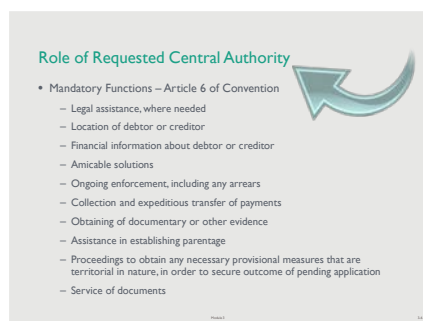 Role of Requested Central Authority
• Mandatory Functions – Article 6 of Convention
– Legal assistance, where needed
– Location of debtor or creditor
– Financial information about debtor or creditor
– Amicable solutions
– Ongoing enforcement, including any arrears
– Collection and expeditious transfer of payments
– Obtaining of documentary or other evidence
– Assistance in establishing parentage
– Proceedings to obtain any necessary provisional measures that are
territorial in nature, in order to secure outcome of pending application
– Service of documents